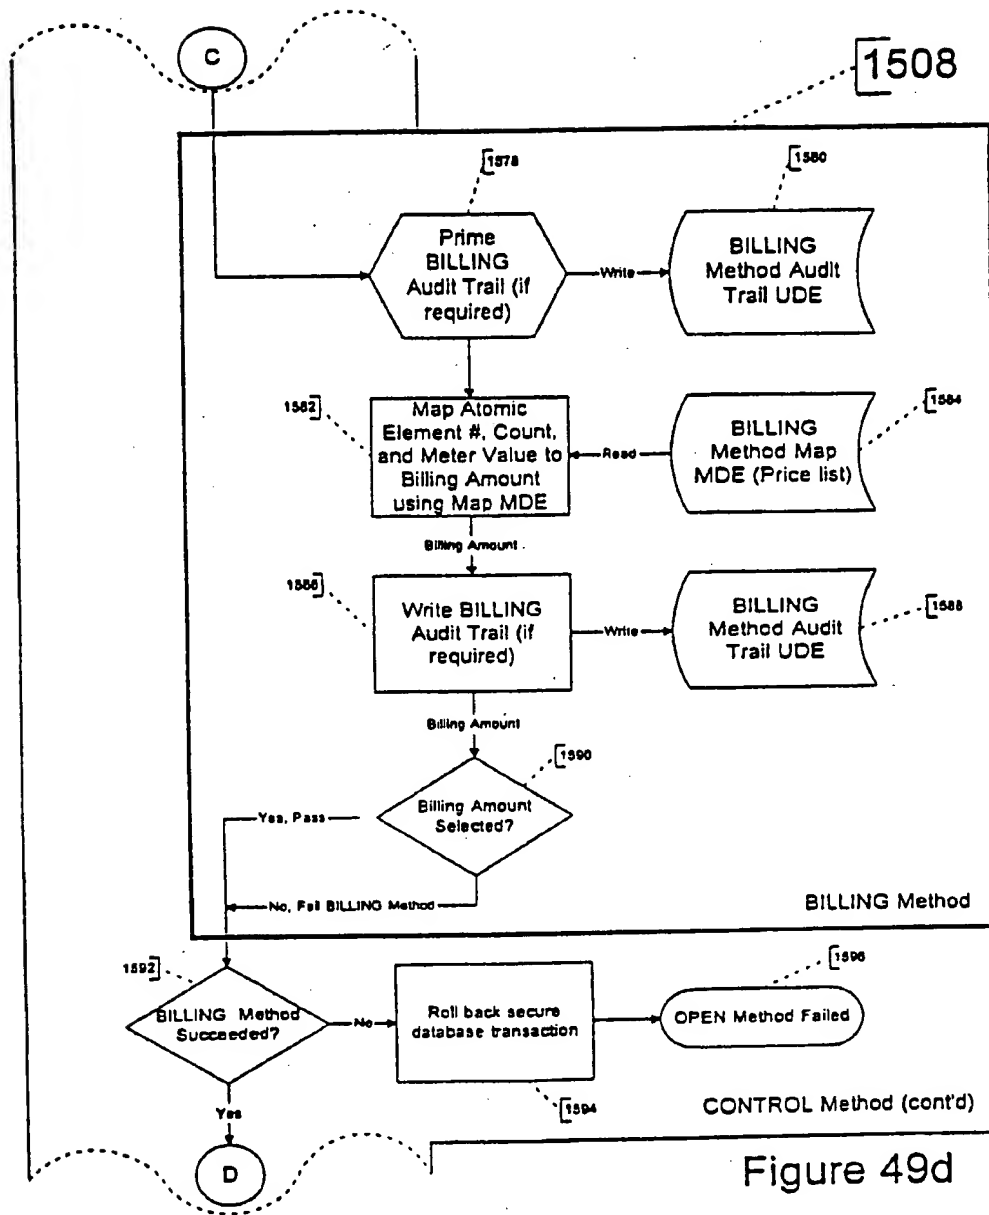 C
1508
1578
1580
Prime
BILLING
Audit Trail (if
required)
Write
BILLING
Method Audit
Trail UDE
1582
1584
Map Atomic
Element #, Count,
and Meter Value to
Billing Amount
using Map MDE
Read
BILLING
Method Map
MDE (Price list)
Billing Amount
1586
1588
Write BILLING
Audit Trail (if
required)
Write
BILLING
Method Audit
Trail UDE
Billing Amount
1590
Billing Amount
Selected?
Yes, Pass
No, Fail BILLING Method
BILLING Method
1592
1596
BILLING Method
Succeeded?
No
Roll back secure
database transaction
OPEN Method Failed
1594
Yes
CONTROL Method (cont'd)
D
Figure 49d